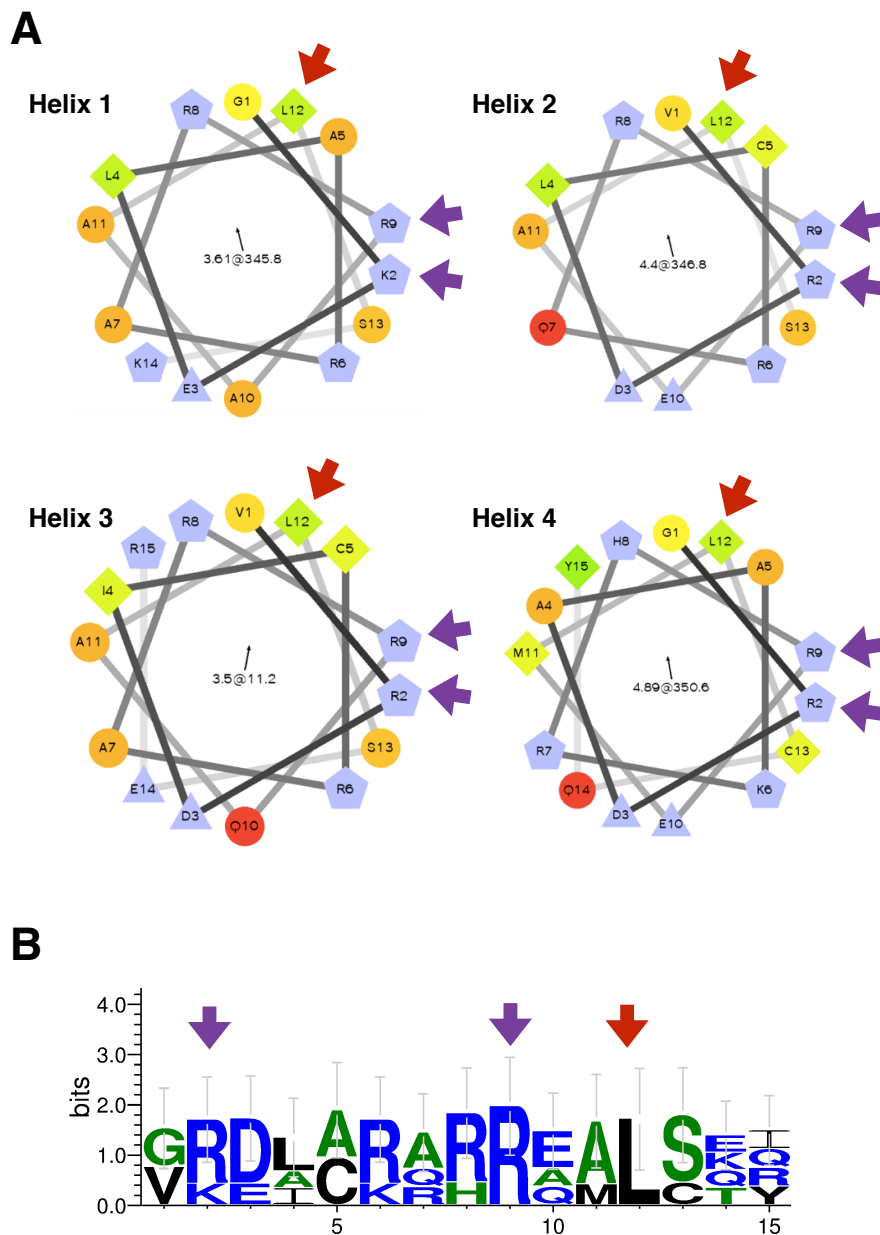 A
Helix 1
G1
L12
R8
A5
L4
A11
R9
3.61@345.8
K2
A7
S13
K14
R6
E3
A10
Helix 2
V1
L12
R8
C5
L4
A11
R9
4.4@346.8
R2
Q7
S13
R6
D3
E10
Helix 3
V1
L12
R8
R15
C5
I4
A11
R9
3.5@11.2
R2
A7
S13
E14
R6
D3
Q10
Helix 4
G1
L12
H8
Y15
A5
A4
M11
R9
4.89@350.6
R2
R7
C13
Q14
K6
D3
E10
B
bits
4.0
3.0
2.0
1.0
0.0
G R D L A R A R R E A L S E I
V K E A C K Q H Q A M C K Q
I R Q Q R
T Y
5 10 15